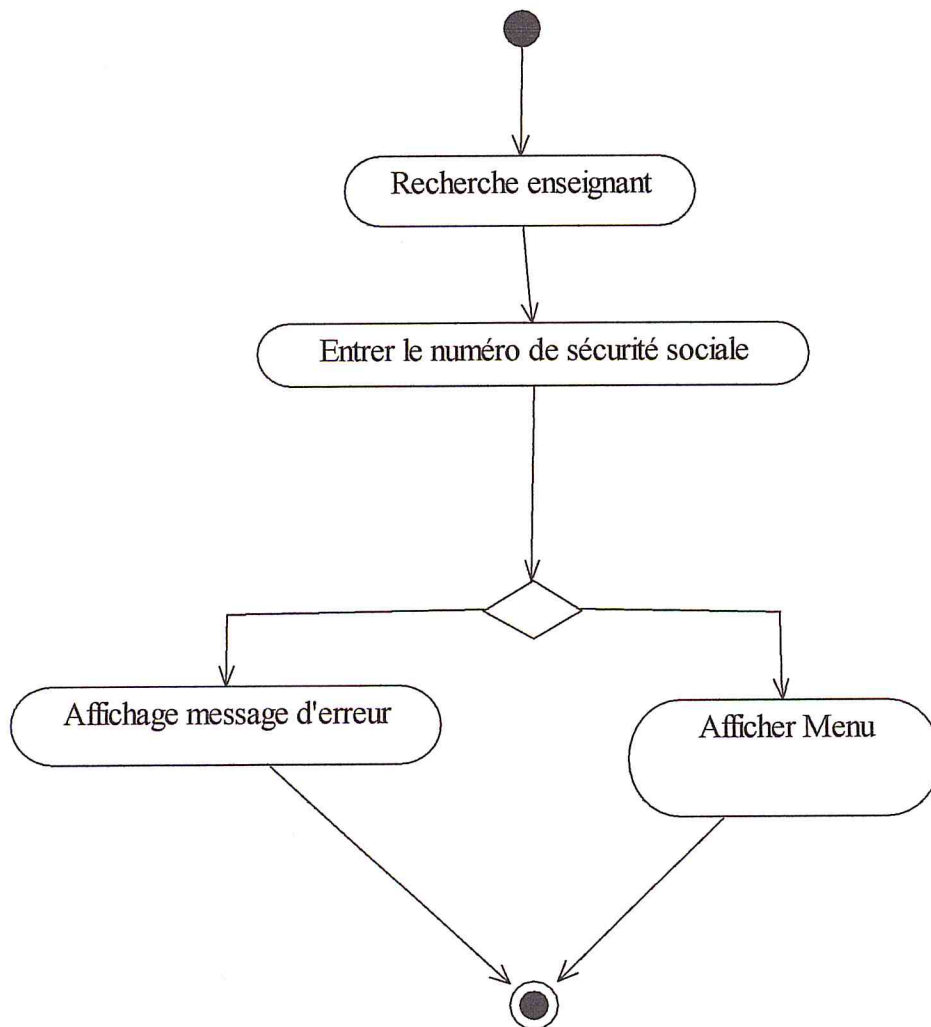 Recherche enseignant
Entrer le numéro de sécurité sociale
Affichage message d'erreur
Afficher Menu